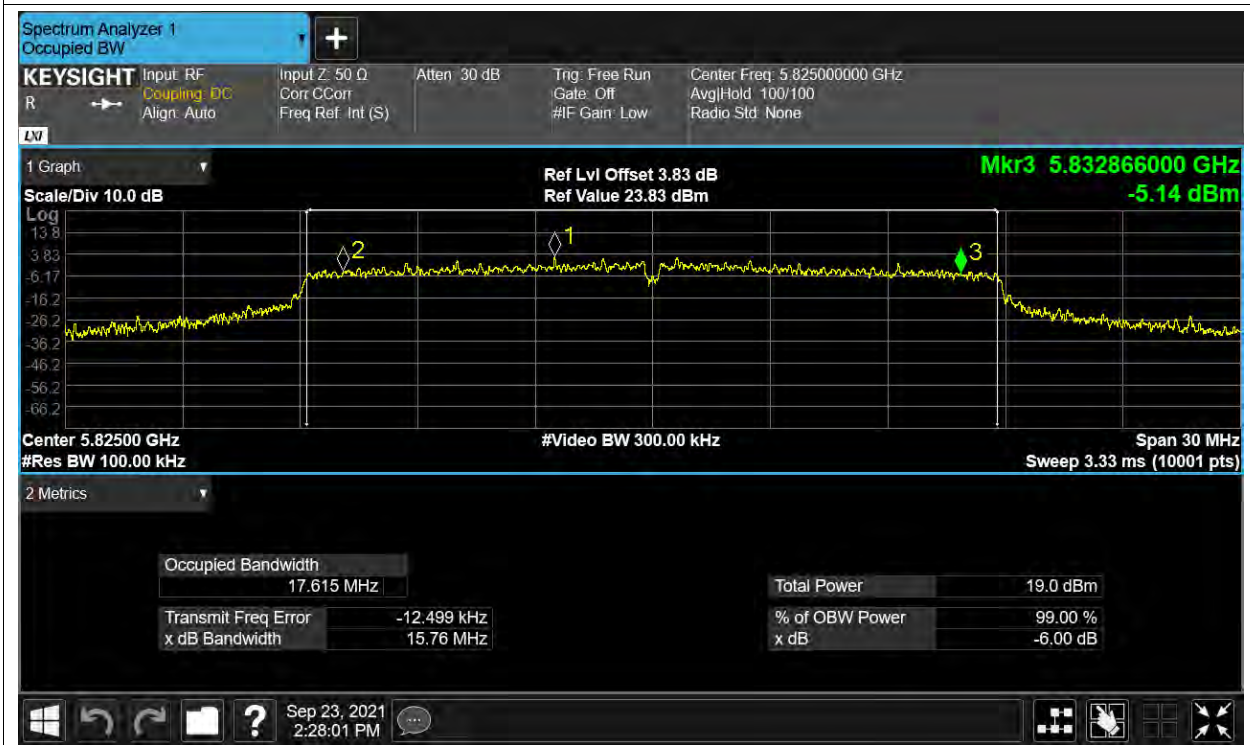 Spectrum Analyzer 1
Occupied BW
+
KEYSIGHT
R
LXI
Input: RF
Coupling: DC
Align: Auto
Input Z: 50 Ω
Corr CCorr
Freq Ref: Int (S)
Atten: 30 dB
Trig: Free Run
Gate: Off
#IF Gain: Low
Center Freq: 5.825000000 GHz
Avg|Hold: 100/100
Radio Std: None
1 Graph
Scale/Div 10.0 dB
Ref Lvl Offset 3.83 dB
Ref Value 23.83 dBm
Mkr3 5.832866000 GHz
-5.14 dBm
Log
13.8
3.83
-6.17
-16.2
-26.2
-36.2
-46.2
-56.2
-66.2
2
1
3
Center 5.82500 GHz
#Res BW 100.00 kHz
#Video BW 300.00 kHz
Span 30 MHz
Sweep 3.33 ms (10001 pts)
2 Metrics
Occupied Bandwidth
17.615 MHz
Transmit Freq Error -12.499 kHz
x dB Bandwidth 15.76 MHz
Total Power 19.0 dBm
% of OBW Power 99.00 %
x dB -6.00 dB
?
Sep 23, 2021
2:28:01 PM